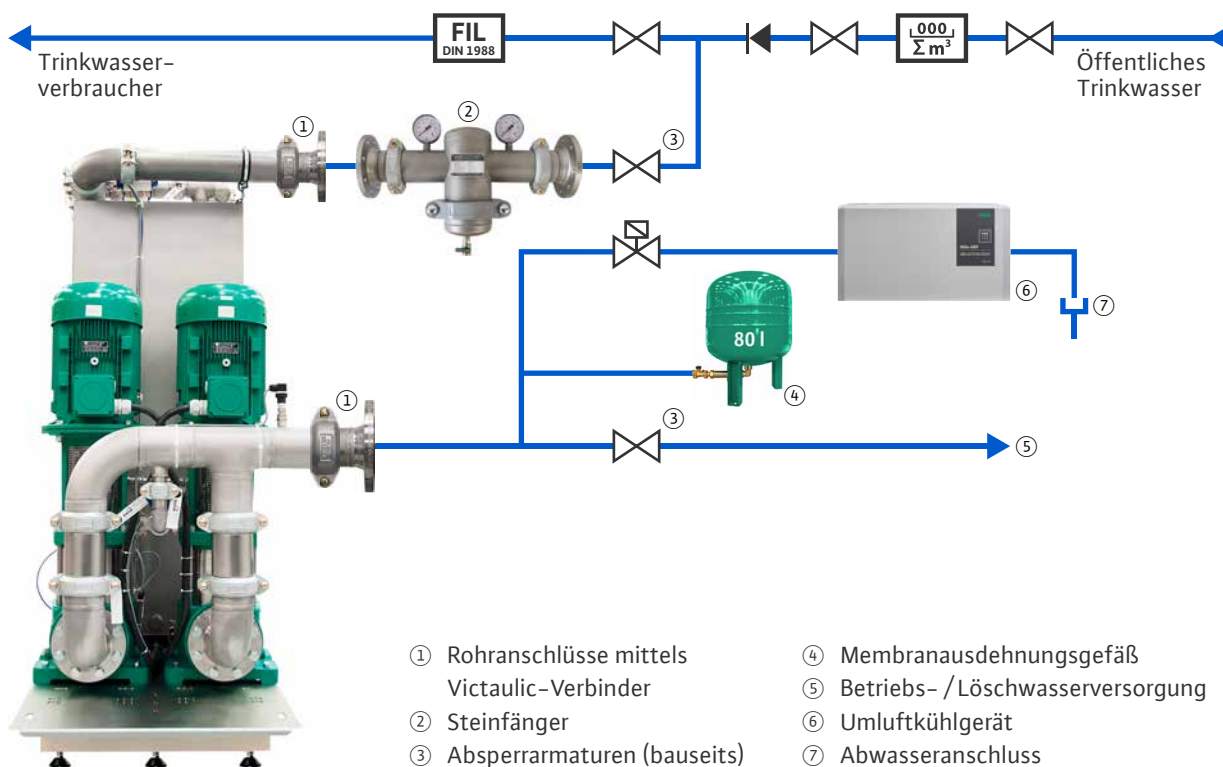 FIL
DIN 1988
000
Σ m³
Trinkwasser-
verbraucher
Öffentliches
Trinkwasser
①
②
③
⑥
⑦
80 l
④
①
③
⑤
① Rohranschlüsse mittels
Victaulic-Verbinder
② Steinfänger
③ Absperrarmaturen (bauseits)
④ Membranausdehnungsgefäß
⑤ Betriebs- / Löschwasserversorgung
⑥ Umluftkühlgerät
⑦ Abwasseranschluss